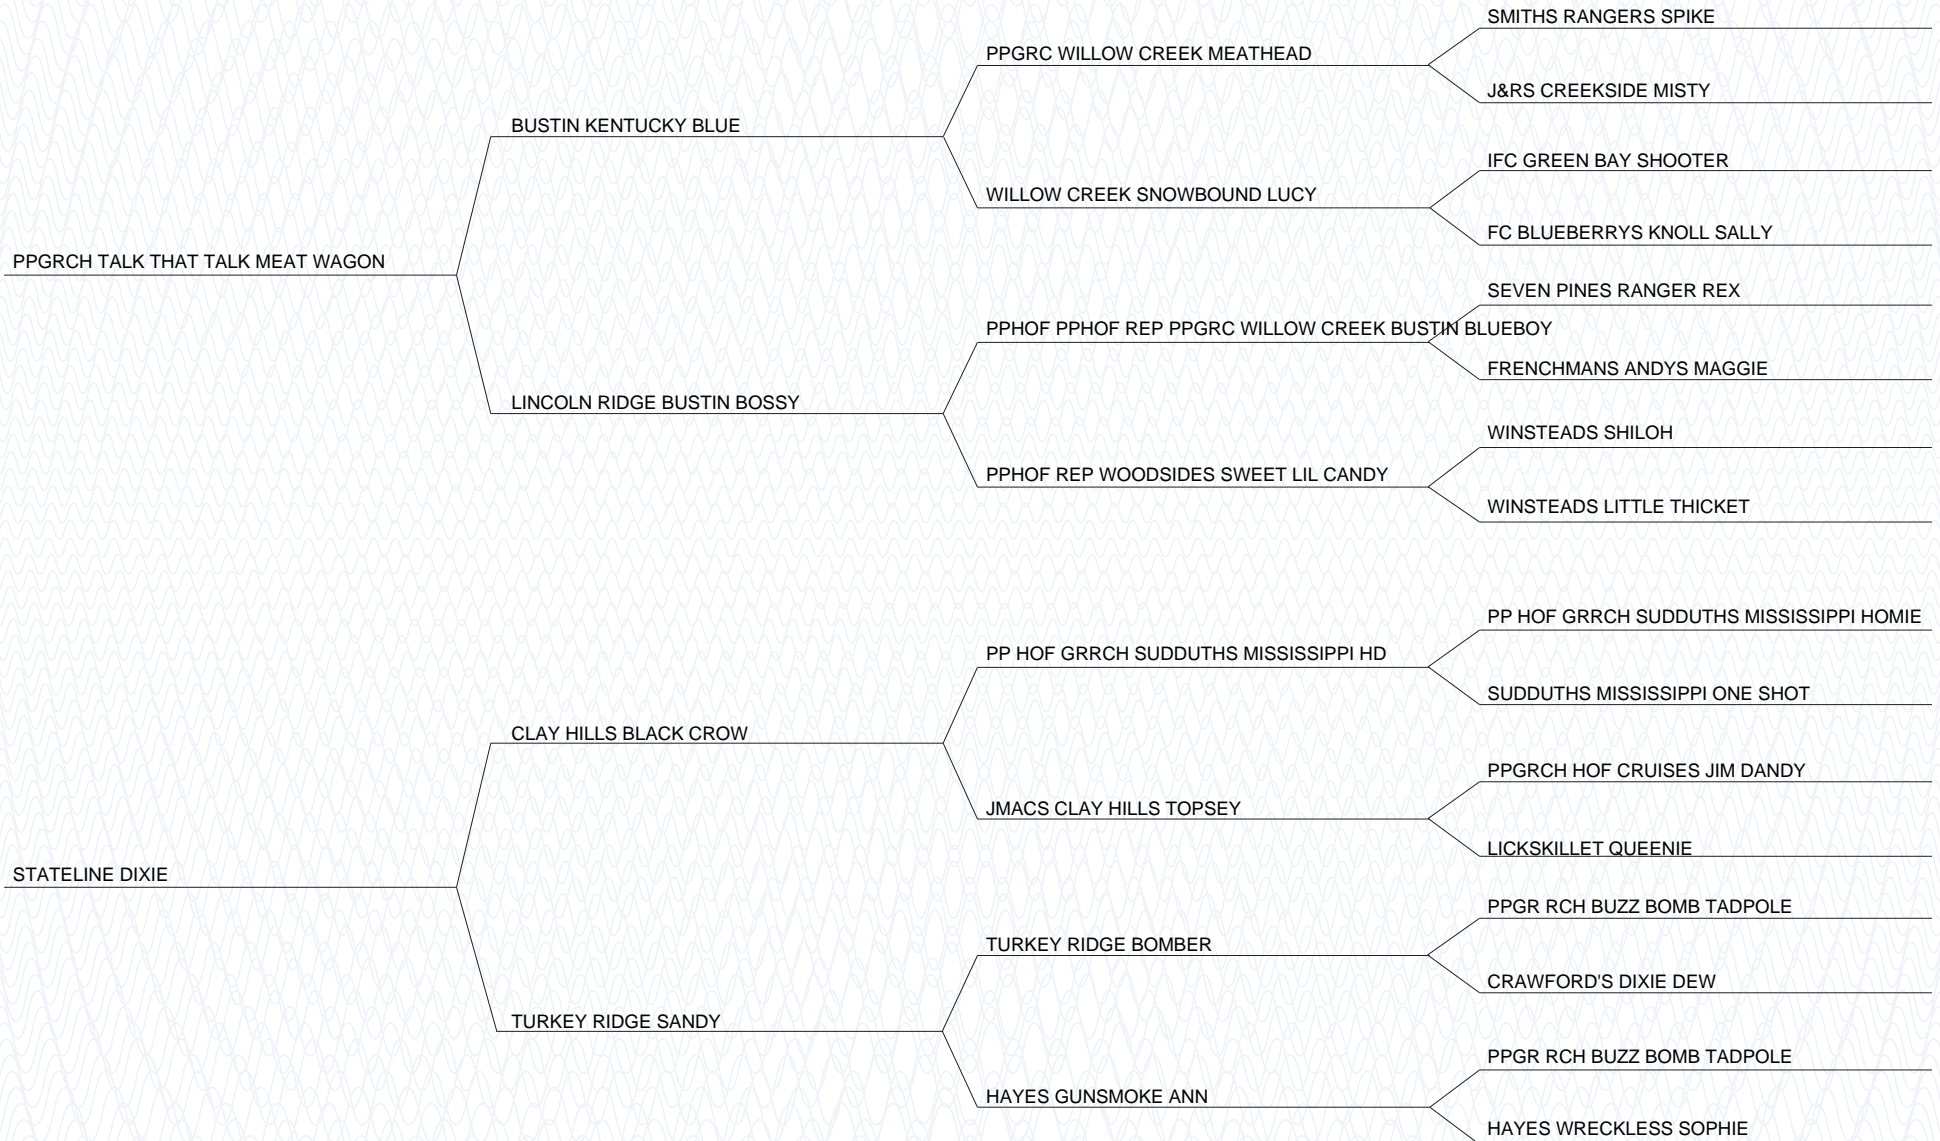 SMITHS RANGERS SPIKE
PPGRC WILLOW CREEK MEATHEAD
J&RS CREEKSIDE MISTY
BUSTIN KENTUCKY BLUE
IFC GREEN BAY SHOOTER
WILLOW CREEK SNOWBOUND LUCY
FC BLUEBERRYS KNOLL SALLY
PPGRCH TALK THAT TALK MEAT WAGON
SEVEN PINES RANGER REX
PPHOF PPHOF REP PPGRC WILLOW CREEK BUSTIN BLUEBOY
FRENCHMANS ANDYS MAGGIE
LINCOLN RIDGE BUSTIN BOSSY
WINSTEADS SHILOH
PPHOF REP WOODSIDES SWEET LIL CANDY
WINSTEADS LITTLE THICKET
PP HOF GRRCH SUDDUTHS MISSISSIPPI HOMIE
PP HOF GRRCH SUDDUTHS MISSISSIPPI HD
SUDDUTHS MISSISSIPPI ONE SHOT
CLAY HILLS BLACK CROW
PPGRCH HOF CRUISES JIM DANDY
JMACS CLAY HILLS TOPSEY
LICKSKILLET QUEENIE
STATELINE DIXIE
PPGR RCH BUZZ BOMB TADPOLE
TURKEY RIDGE BOMBER
CRAWFORD'S DIXIE DEW
TURKEY RIDGE SANDY
PPGR RCH BUZZ BOMB TADPOLE
HAYES GUNSMOKE ANN
HAYES WRECKLESS SOPHIE